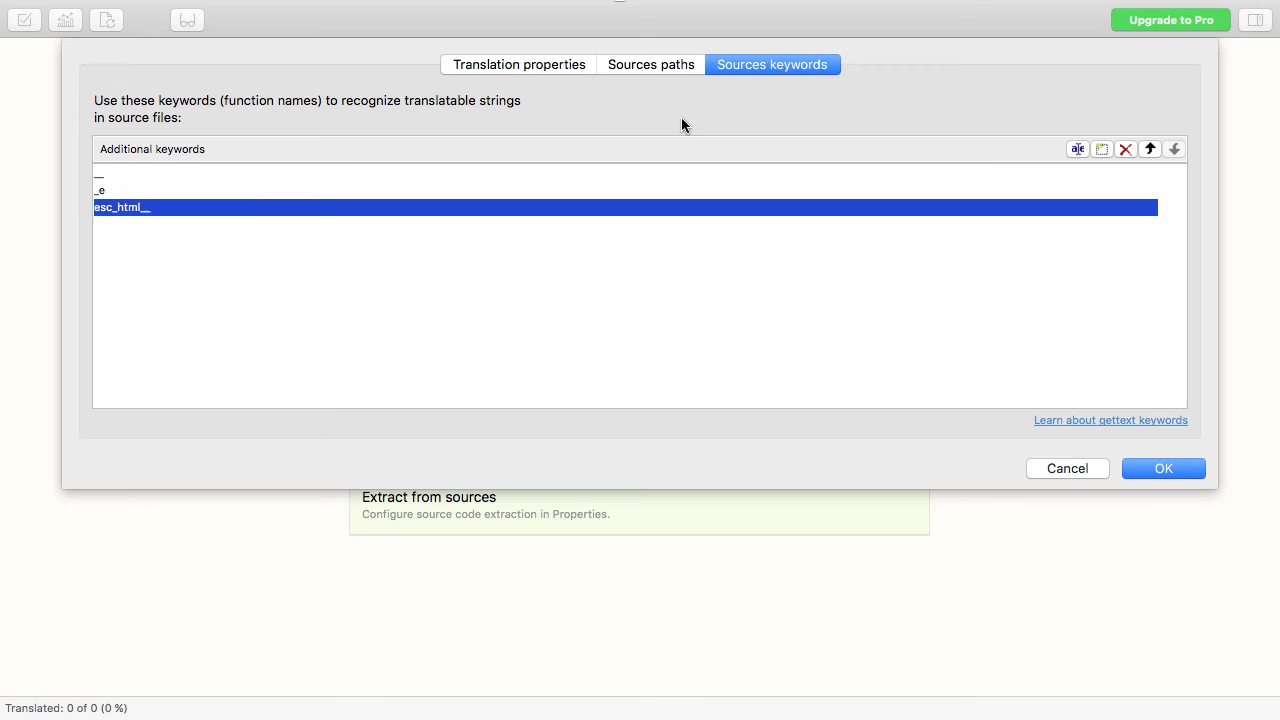 Upgrade to Pro
Translation properties
Sources paths
Sources keywords
Use these keywords (function names) to recognize translatable strings
in source files:
Additional keywords
__
_e
esc_html__
Learn about gettext keywords
Cancel
OK
Extract from sources
Configure source code extraction in Properties.
Translated: 0 of 0 (0 %)